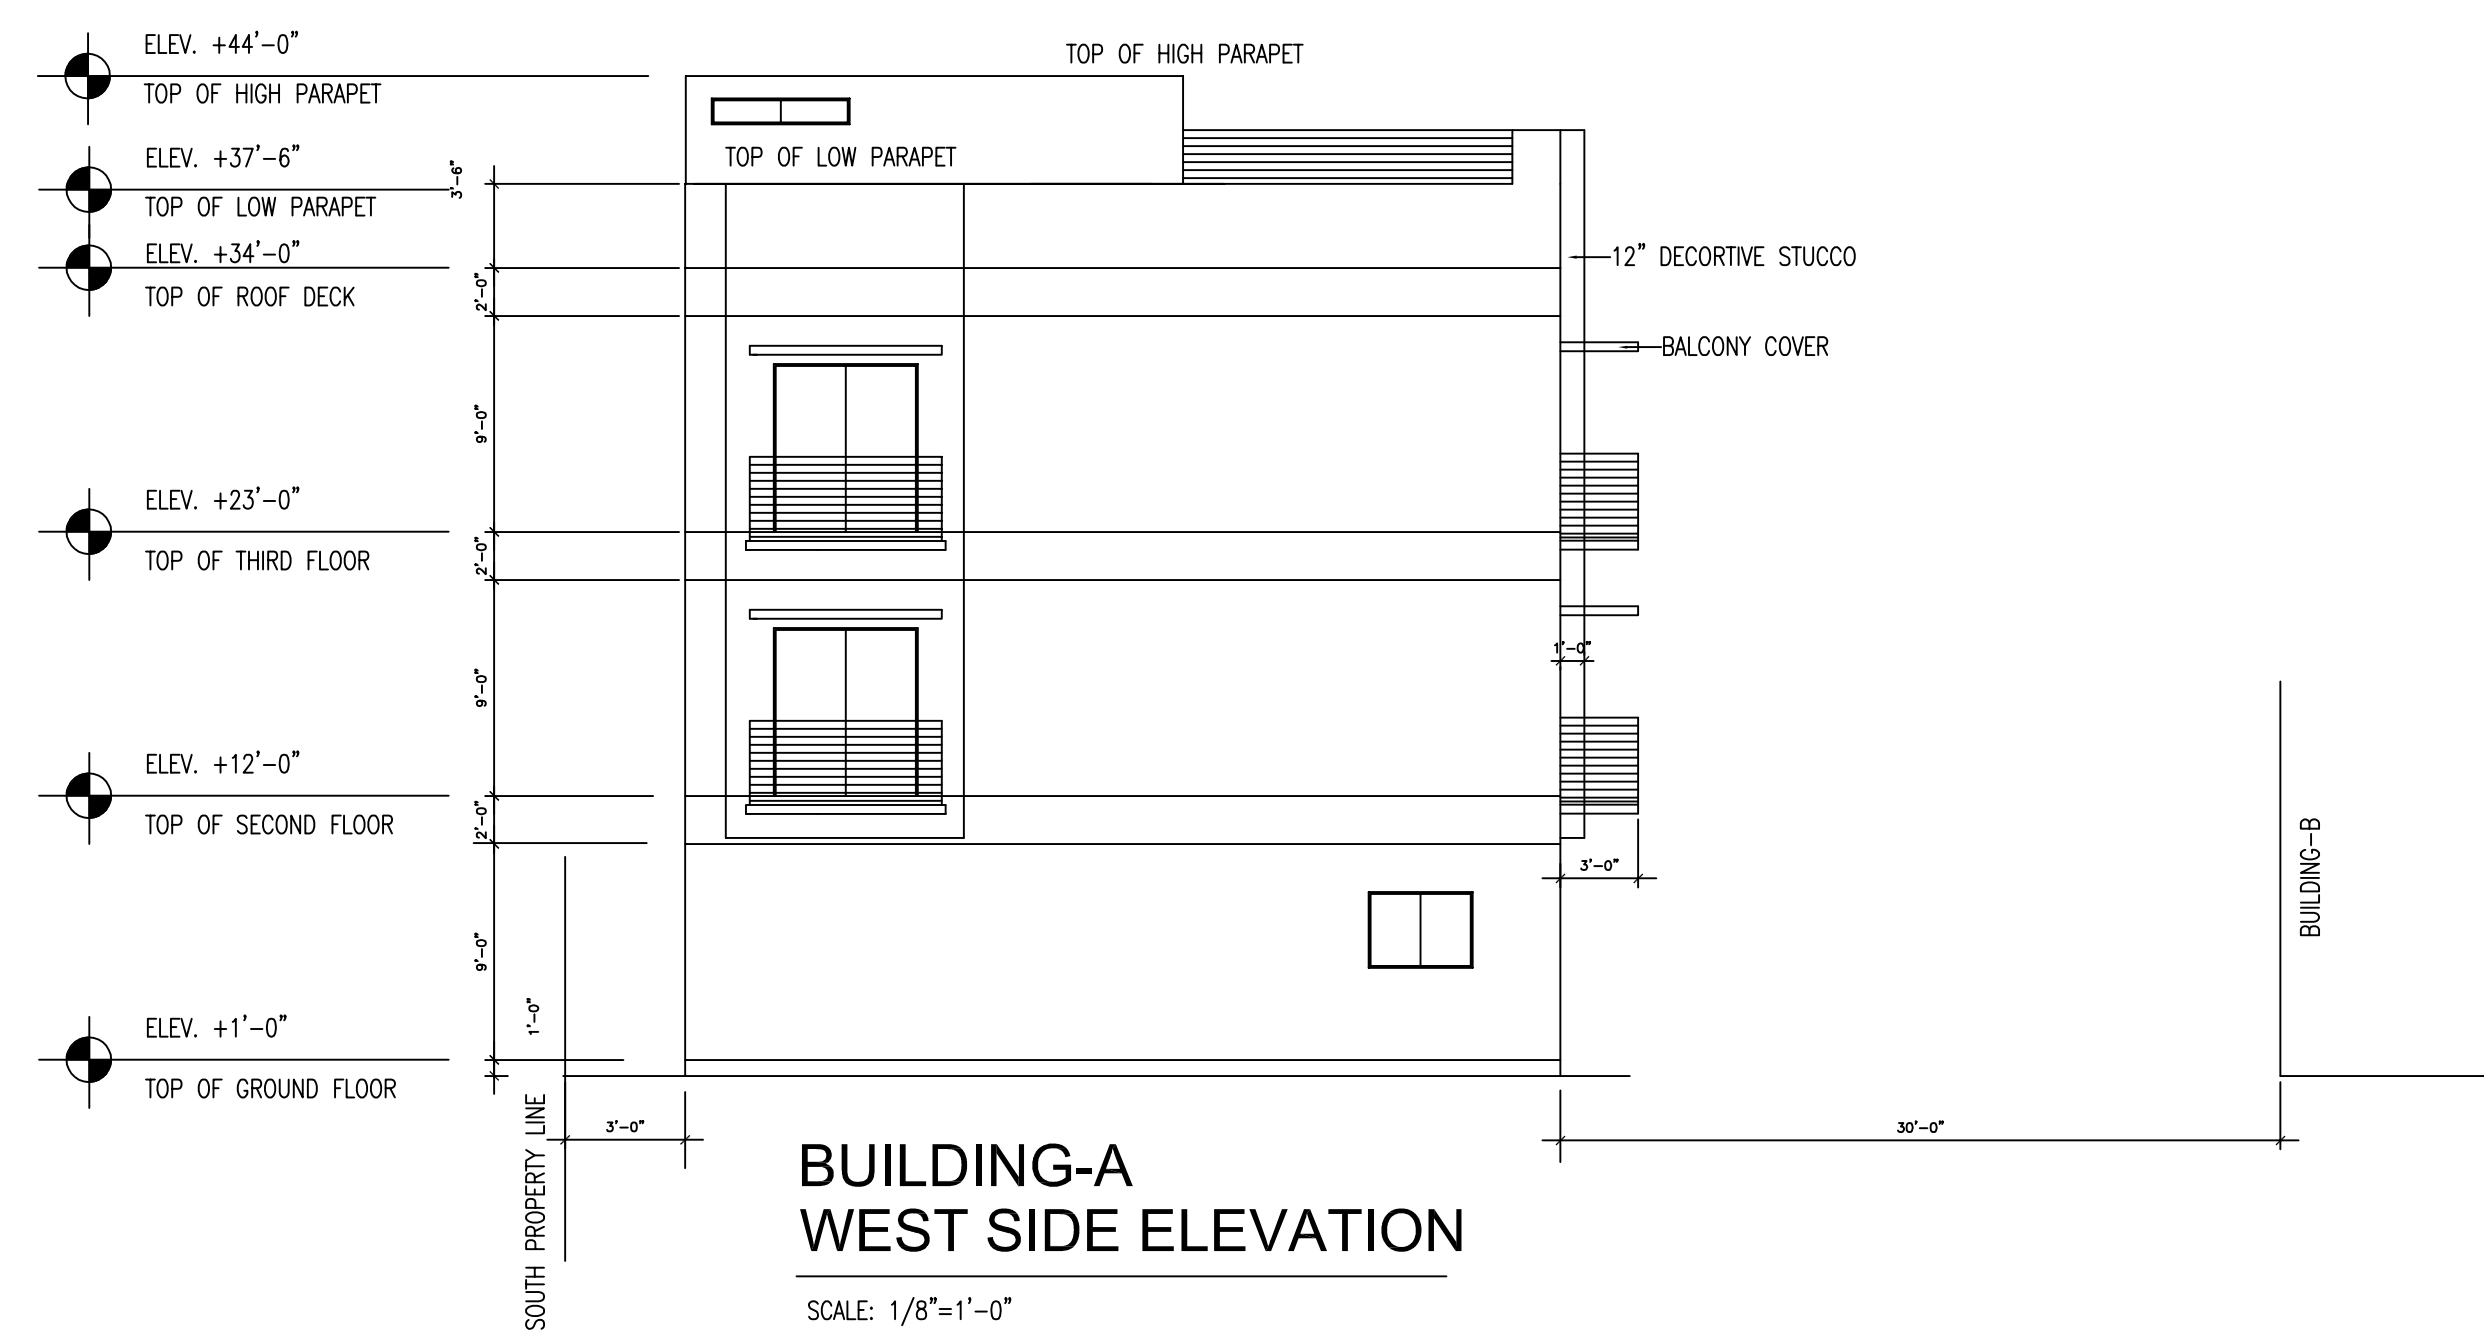 ELEV. +44'-0"
TOP OF HIGH PARAPET
TOP OF HIGH PARAPET
ELEV. +37'-6"
TOP OF LOW PARAPET
3'-6"
TOP OF LOW PARAPET
ELEV. +34'-0"
TOP OF ROOF DECK
2'-0"
12" DECORTIVE STUCCO
BALCONY COVER
9'-0"
ELEV. +23'-0"
TOP OF THIRD FLOOR
2'-0"
9'-0"
1'-0"
ELEV. +12'-0"
TOP OF SECOND FLOOR
2'-0"
3'-0"
BUILDING-B
9'-0"
1'-0"
ELEV. +1'-0"
TOP OF GROUND FLOOR
SOUTH PROPERTY LINE
3'-0"
30'-0"
BUILDING-A
WEST SIDE ELEVATION
SCALE: 1/8"=1'-0"